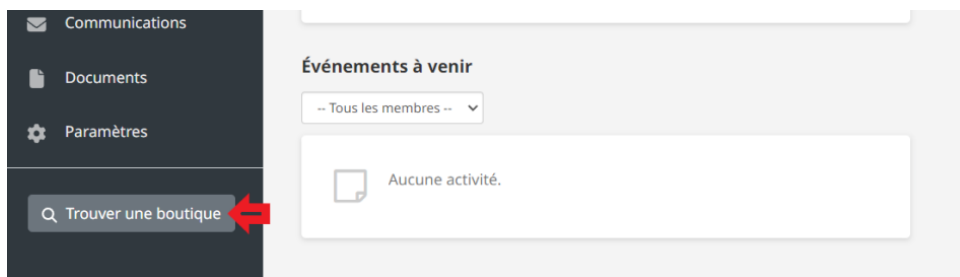 Communications
Documents
Paramètres
Trouver une boutique
Événements à venir
-- Tous les membres --
Aucune activité.